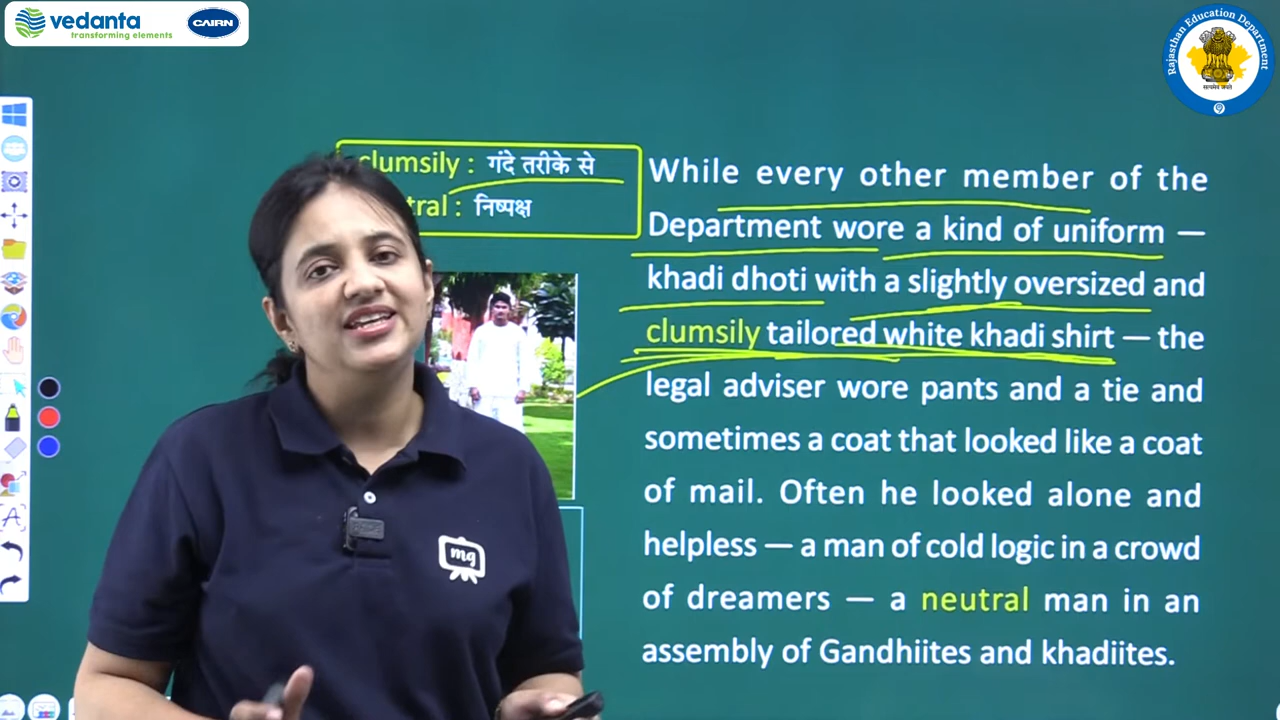 vedanta
transforming elements
CAIRN
Rajasthan Education Department
सत्यमेव जयते
clumsily : गंदे तरीके से
tral : निष्पक्ष
While every other member of the
Department wore a kind of uniform —
khadi dhoti with a slightly oversized and
clumsily tailored white khadi shirt — the
legal adviser wore pants and a tie and
sometimes a coat that looked like a coat
of mail. Often he looked alone and
helpless — a man of cold logic in a crowd
of dreamers — a neutral man in an
assembly of Gandhiites and khadiites.
mg
A